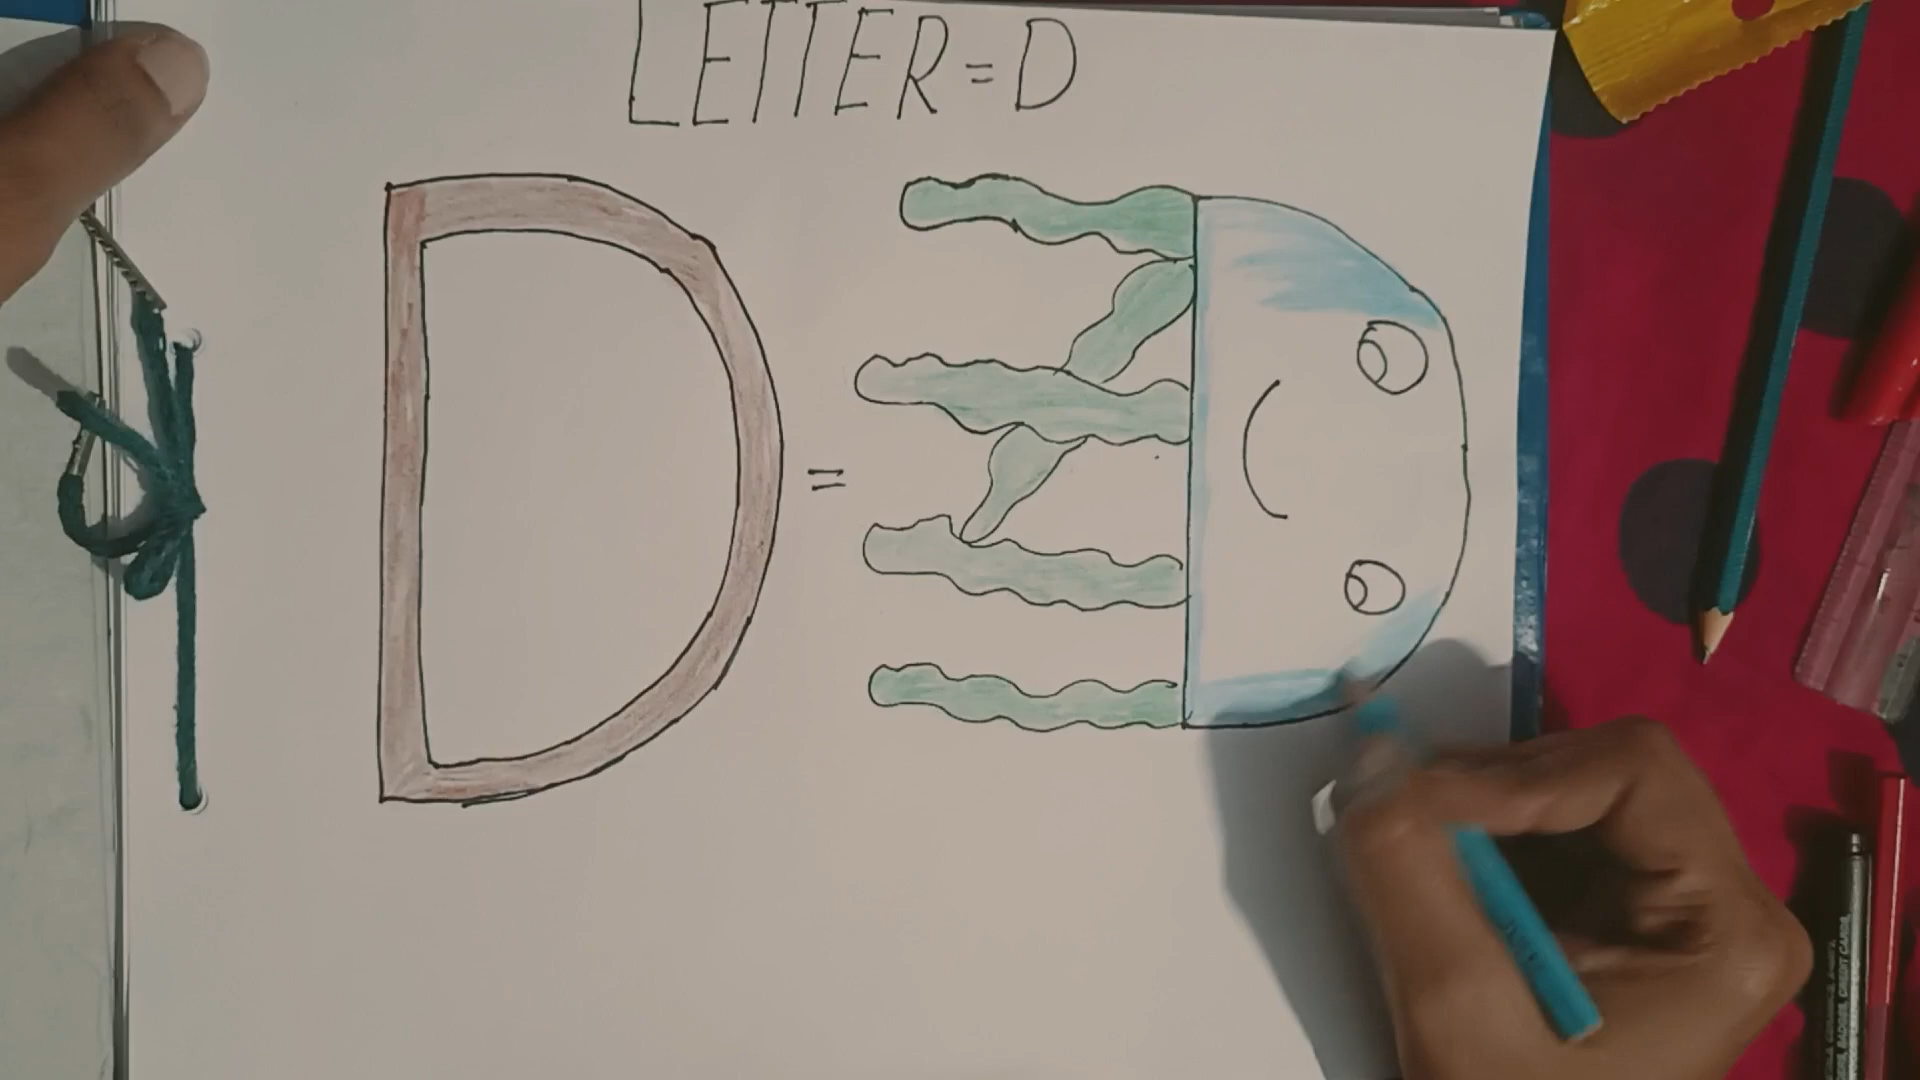 LETTER = D
D =